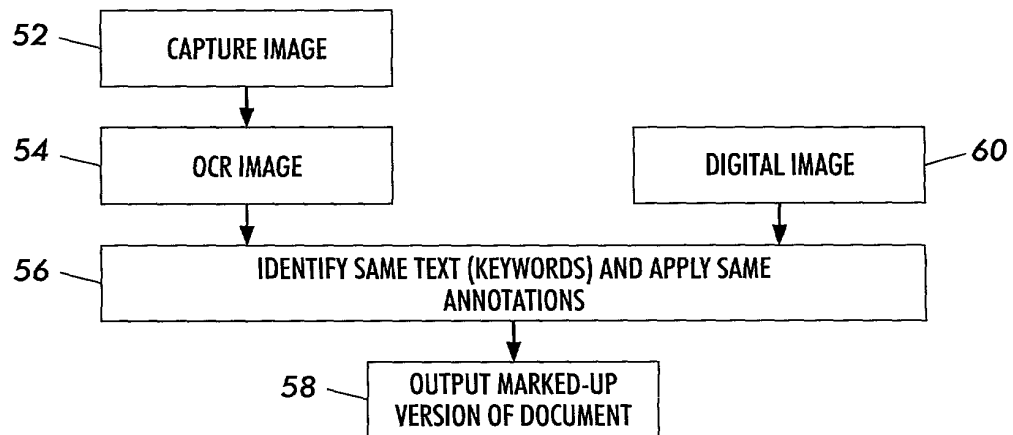 52
CAPTURE IMAGE
54
OCR IMAGE
DIGITAL IMAGE
60
56
IDENTIFY SAME TEXT (KEYWORDS) AND APPLY SAME
ANNOTATIONS
58
OUTPUT MARKED-UP
VERSION OF DOCUMENT